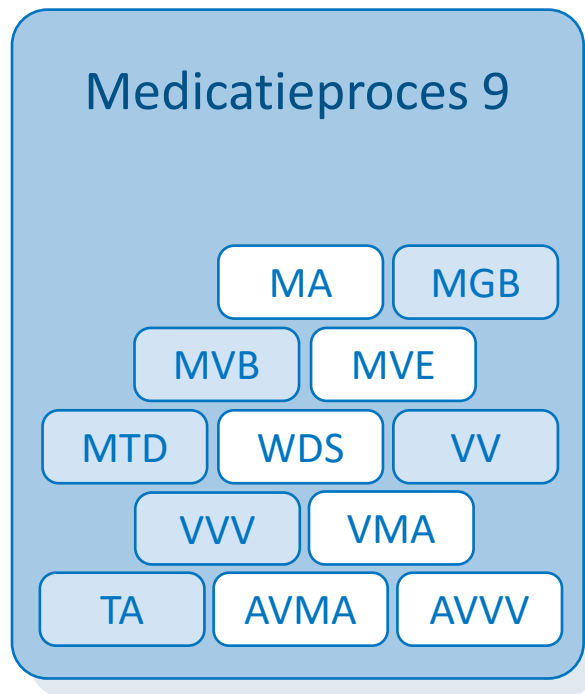 Medicatieproces 9
MA MGB
MVB MVE
MTD WDS VV
VVV VMA
TA AVMA AVVV